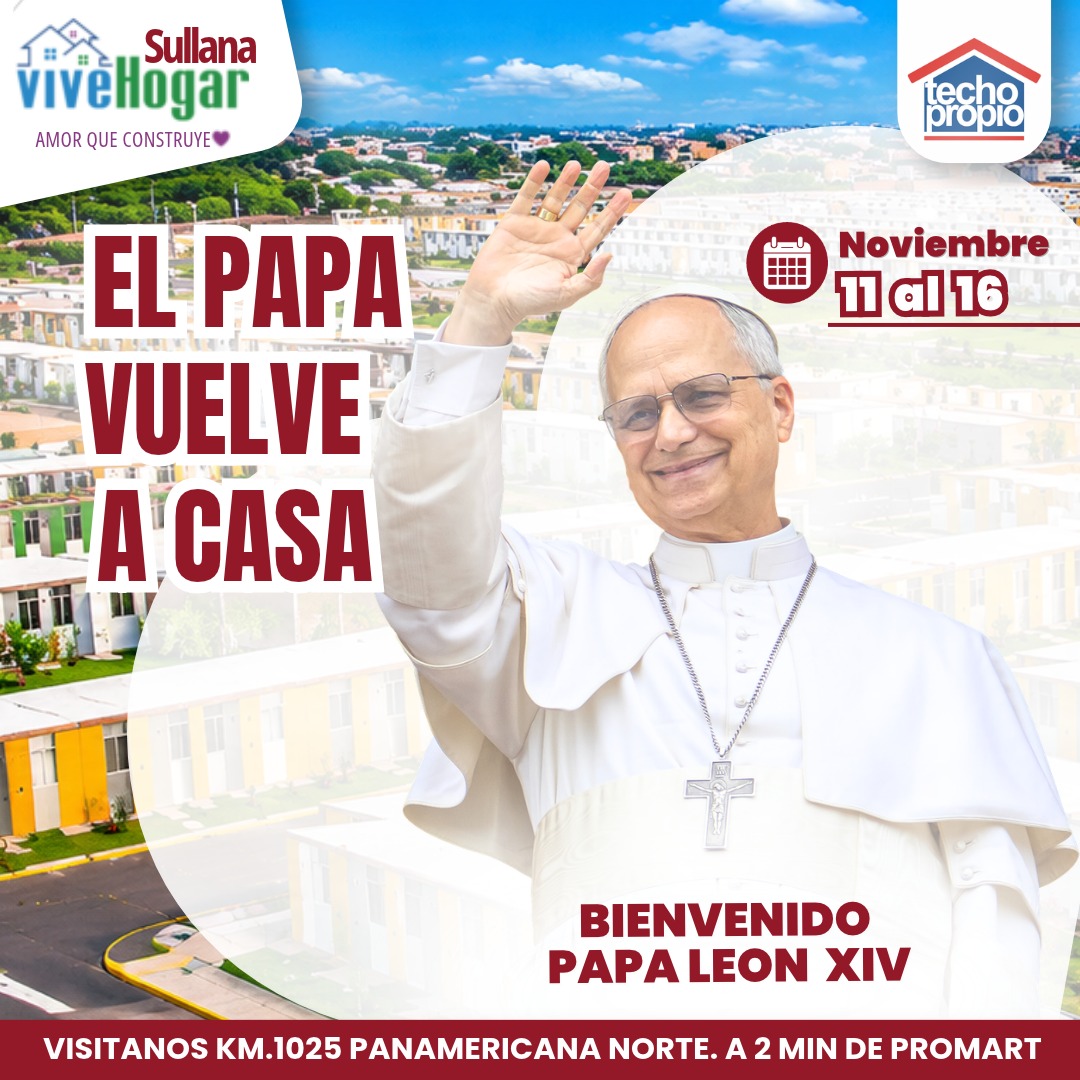 Sullana
viveHogar
AMOR QUE CONSTRUYE
techo
propio
Noviembre
11 al 16
EL PAPA
VUELVE
A CASA
BIENVENIDO
PAPA LEON XIV
VISITANOS KM.1025 PANAMERICANA NORTE. A 2 MIN DE PROMART